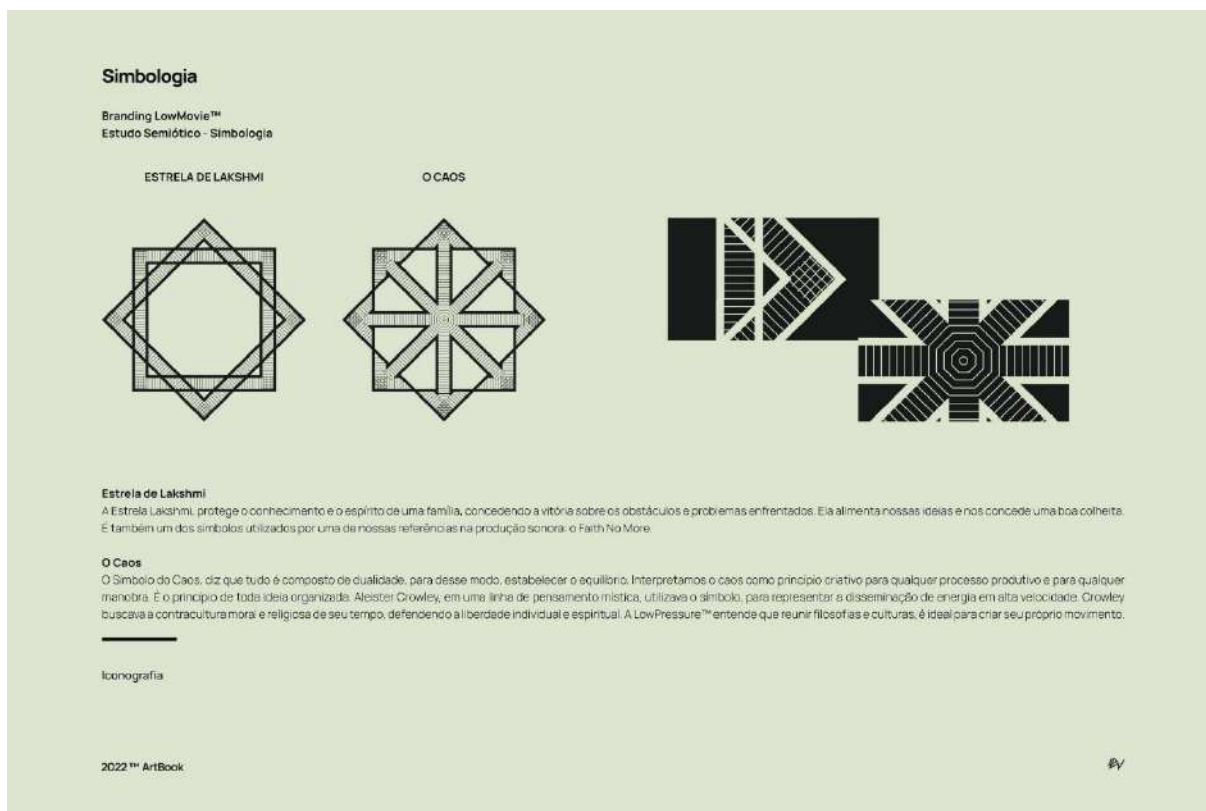 Simbologia
Branding LowMovie™
Estudo Semiótico - Simbologia
ESTRELA DE LAKSHMI
O CAOS
Estrela de Lakshmi
A Estrela Lakshmi, protege o conhecimento e o espírito de uma família, concedendo a vitória sobre os obstáculos e problemas enfrentados. Ela alimenta nossas ideias e nos concede uma boa colheita.
É também um dos símbolos utilizados por uma de nossas referências na produção sonora: o Faith No More.
O Caos
O Símbolo do Caos, diz que tudo é composto de dualidade, para desse modo, estabelecer o equilíbrio. Interpretamos o caos como princípio criativo para qualquer processo produtivo e para qualquer
manobra. É o princípio de toda ideia organizada. Aleister Crowley, em uma linha de pensamento mística, utilizava o símbolo, para representar a disseminação de energia em alta velocidade. Crowley
buscava a contracultura moral e religiosa de seu tempo, defendendo a liberdade individual e espiritual. A LowPressure™ entende que reunir filosofias e culturas, é ideal para criar seu próprio movimento.
Iconografia
2022 ™ ArtBook